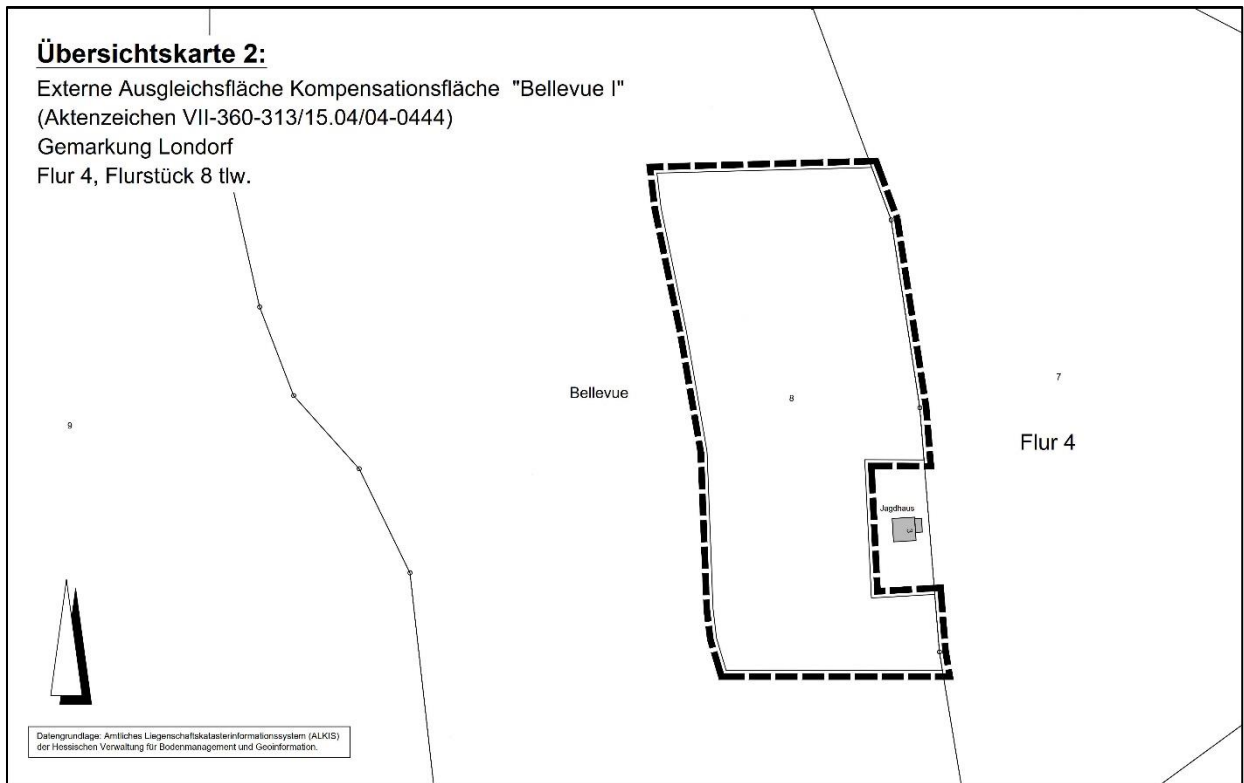 Übersichtskarte 2:
Externe Ausgleichsfläche Kompensationsfläche "Bellevue I"
(Aktenzeichen VII-360-313/15.04/04-0444)
Gemarkung Londorf
Flur 4, Flurstück 8 tlw.
Bellevue
8
7
9
Flur 4
Jagdhaus
3
Datengrundlage: Amtliches Liegenschaftskatasterinformationssystem (ALKIS)
der Hessischen Verwaltung für Bodenmanagement und Geoinformation.